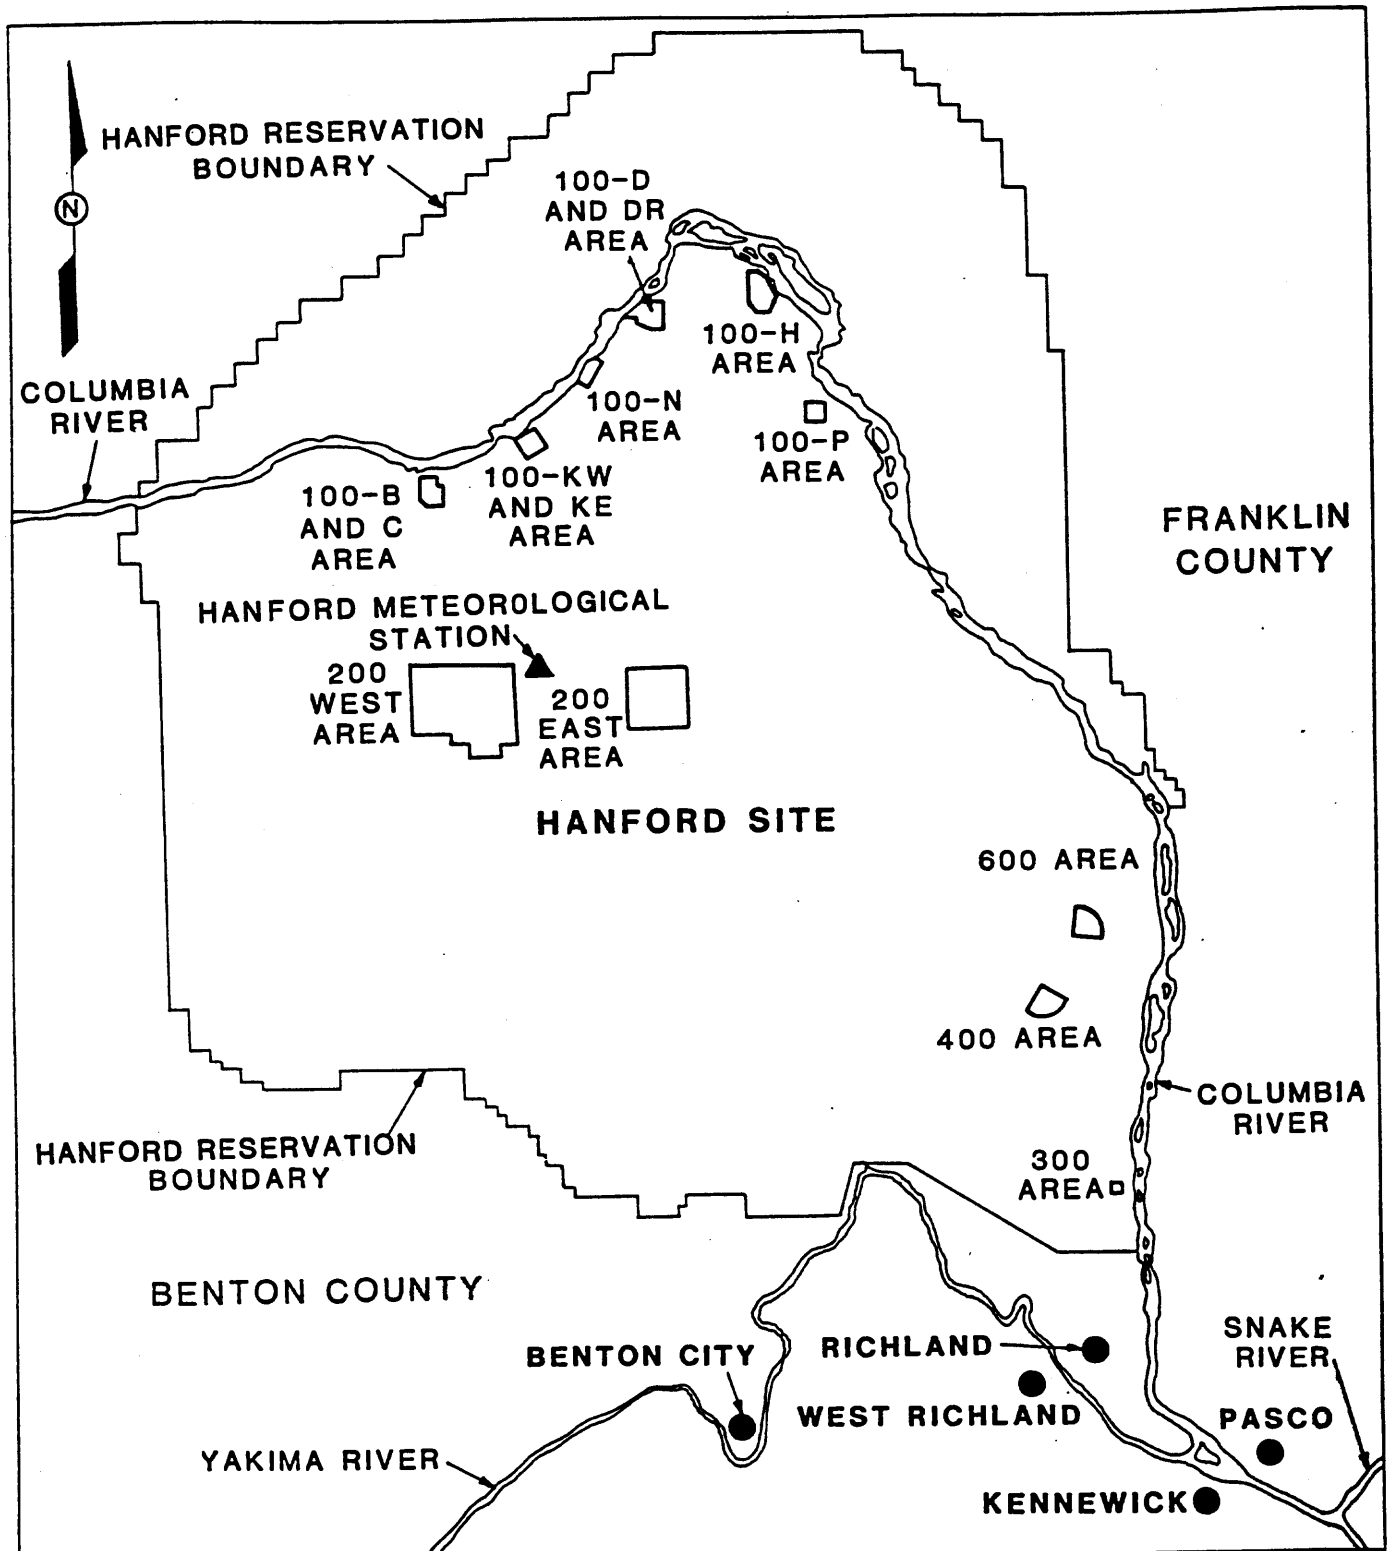 HANFORD RESERVATION
BOUNDARY
N
100-D
AND DR
AREA
100-H
AREA
COLUMBIA
RIVER
100-N
AREA
100-P
AREA
100-KW
AND KE
AREA
100-B
AND C
AREA
FRANKLIN
COUNTY
HANFORD METEOROLOGICAL
STATION
200
WEST
AREA
200
EAST
AREA
HANFORD SITE
600 AREA
400 AREA
COLUMBIA
RIVER
HANFORD RESERVATION
BOUNDARY
300
AREA
BENTON COUNTY
BENTON CITY
RICHLAND
SNAKE
RIVER
WEST RICHLAND
PASCO
YAKIMA RIVER
KENNEWICK